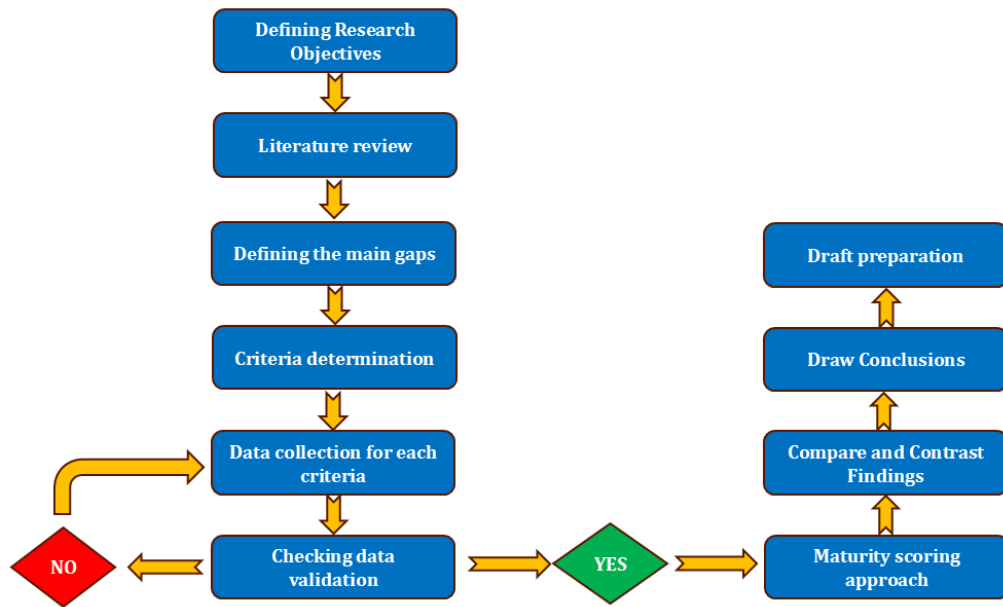 Defining Research
Objectives
Literature review
Defining the main gaps
Criteria determination
Data collection for each
criteria
Checking data
validation
NO
YES
Maturity scoring
approach
Compare and Contrast
Findings
Draw Conclusions
Draft preparation